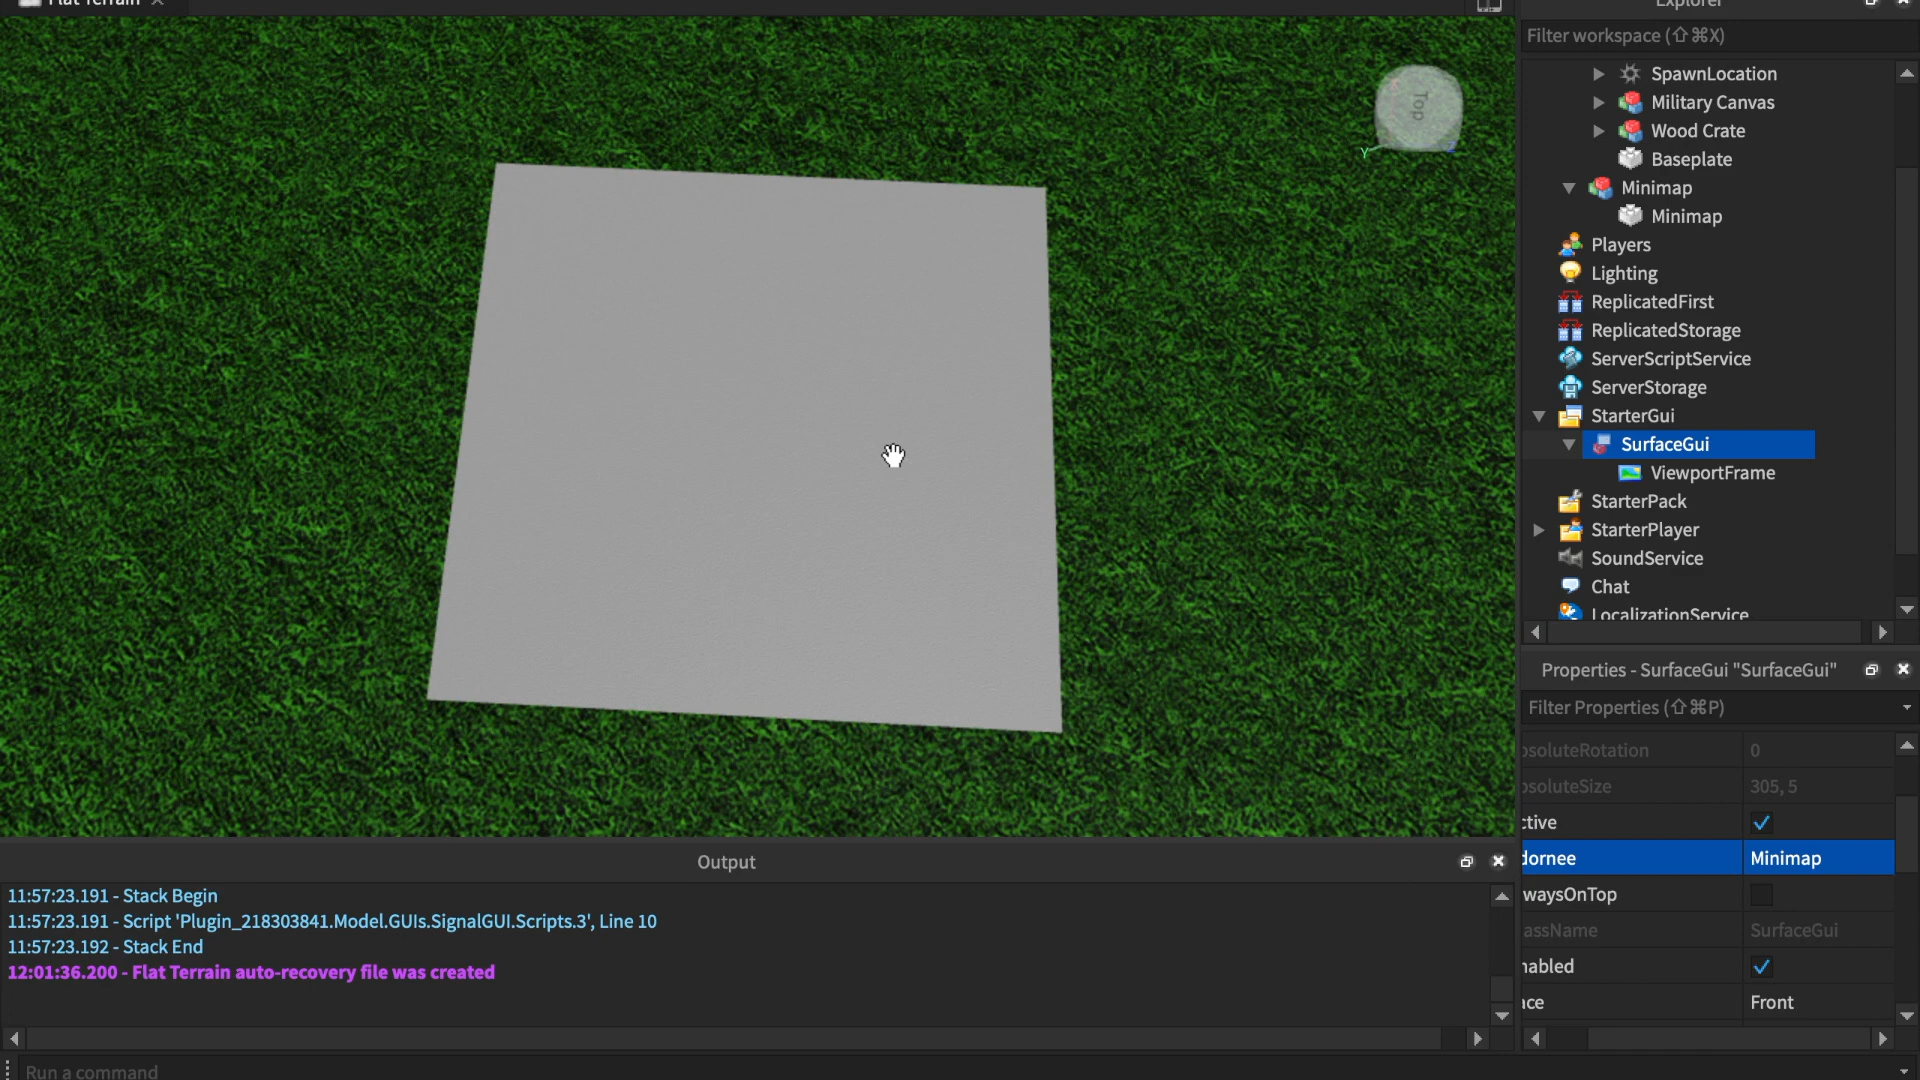 Flat Terrain
Top
Y
Z
Output
11:57:23.191 - Stack Begin
11:57:23.191 - Script 'Plugin_218303841.Model.GUIs.SignalGUI.Scripts.3', Line 10
11:57:23.192 - Stack End
12:01:36.200 - Flat Terrain auto-recovery file was created
Run a command
Explorer
Filter workspace (⇧⌘X)
SpawnLocation
Military Canvas
Wood Crate
Baseplate
Minimap
Minimap
Players
Lighting
ReplicatedFirst
ReplicatedStorage
ServerScriptService
ServerStorage
StarterGui
SurfaceGui
ViewportFrame
StarterPack
StarterPlayer
SoundService
Chat
LocalizationService
Properties - SurfaceGui "SurfaceGui"
Filter Properties (⇧⌘P)
bsoluteRotation 0
bsoluteSize 305, 5
ctive
dornee Minimap
waysOnTop
assName SurfaceGui
nabled
ace Front